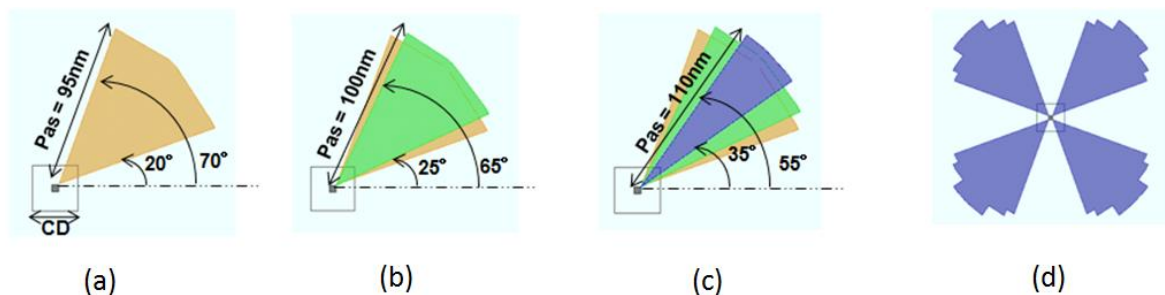 Pas = 95nm
70°
20°
CD
(a)
Pas = 100nm
65°
25°
(b)
Pas = 110nm
55°
35°
(c)
(d)